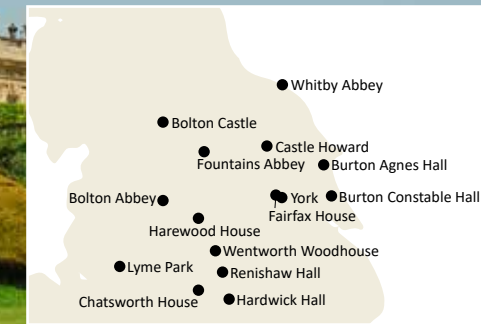 Whitby Abbey
Bolton Castle
Castle Howard
Fountains Abbey
Burton Agnes Hall
Bolton Abbey
York
Burton Constable Hall
Fairfax House
Harewood House
Wentworth Woodhouse
Lyme Park
Renishaw Hall
Chatsworth House
Hardwick Hall